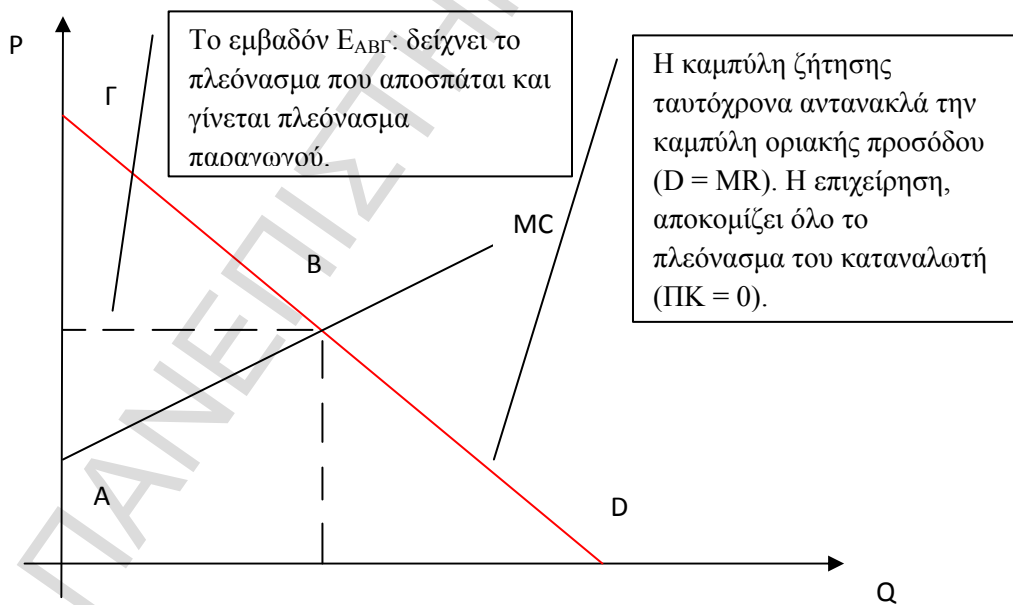 P
Γ
Το εμβαδόν ΕΑΒΓ: δείχνει το
πλεόνασμα που αποσπάται και
γίνεται πλεόνασμα
παραγωγού.
Η καμπύλη ζήτησης
ταυτόχρονα αντανακλά την
καμπύλη οριακής προσόδου
(D = MR). Η επιχείρηση,
αποκομίζει όλο το
πλεόνασμα του καταναλωτή
(ΠΚ = 0).
MC
B
A
D
Q
ΠΑΝΕΠΙΣΤΗ